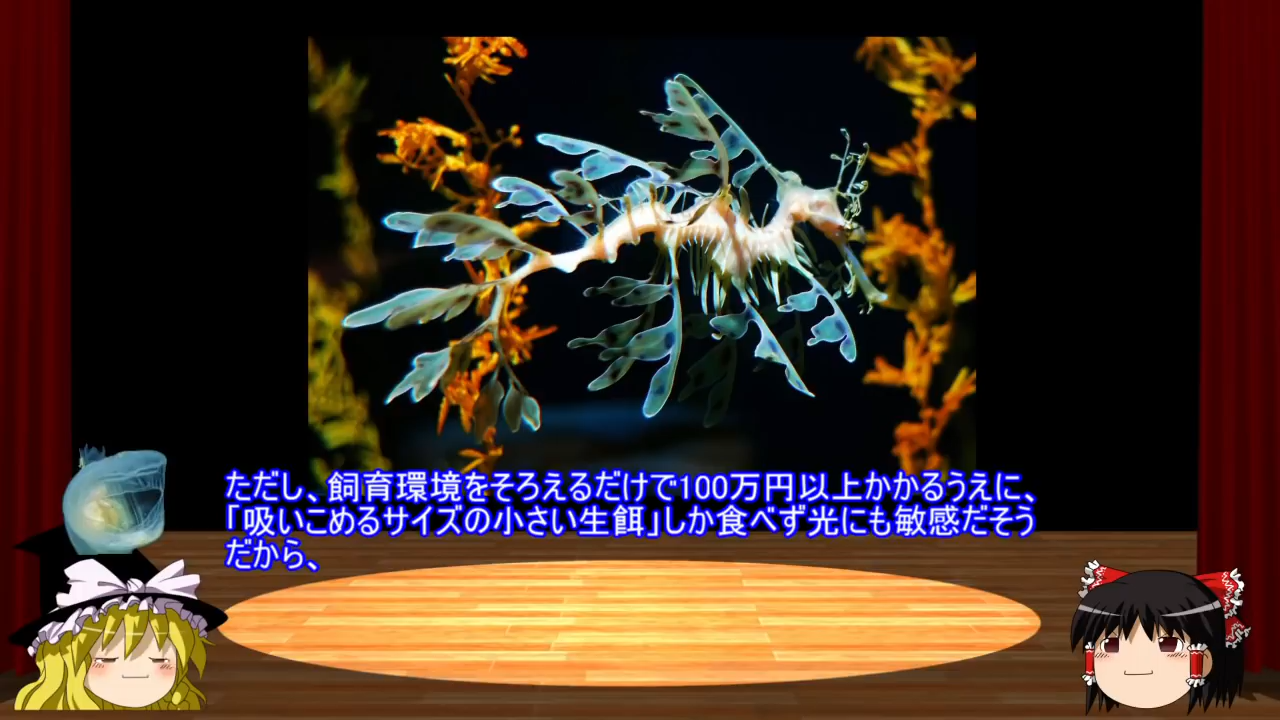 ただし、飼育環境をそろえるだけで100万円以上かかるうえに、
「吸いこめるサイズの小さい生餌」しか食べず光にも敏感だそう
だから、